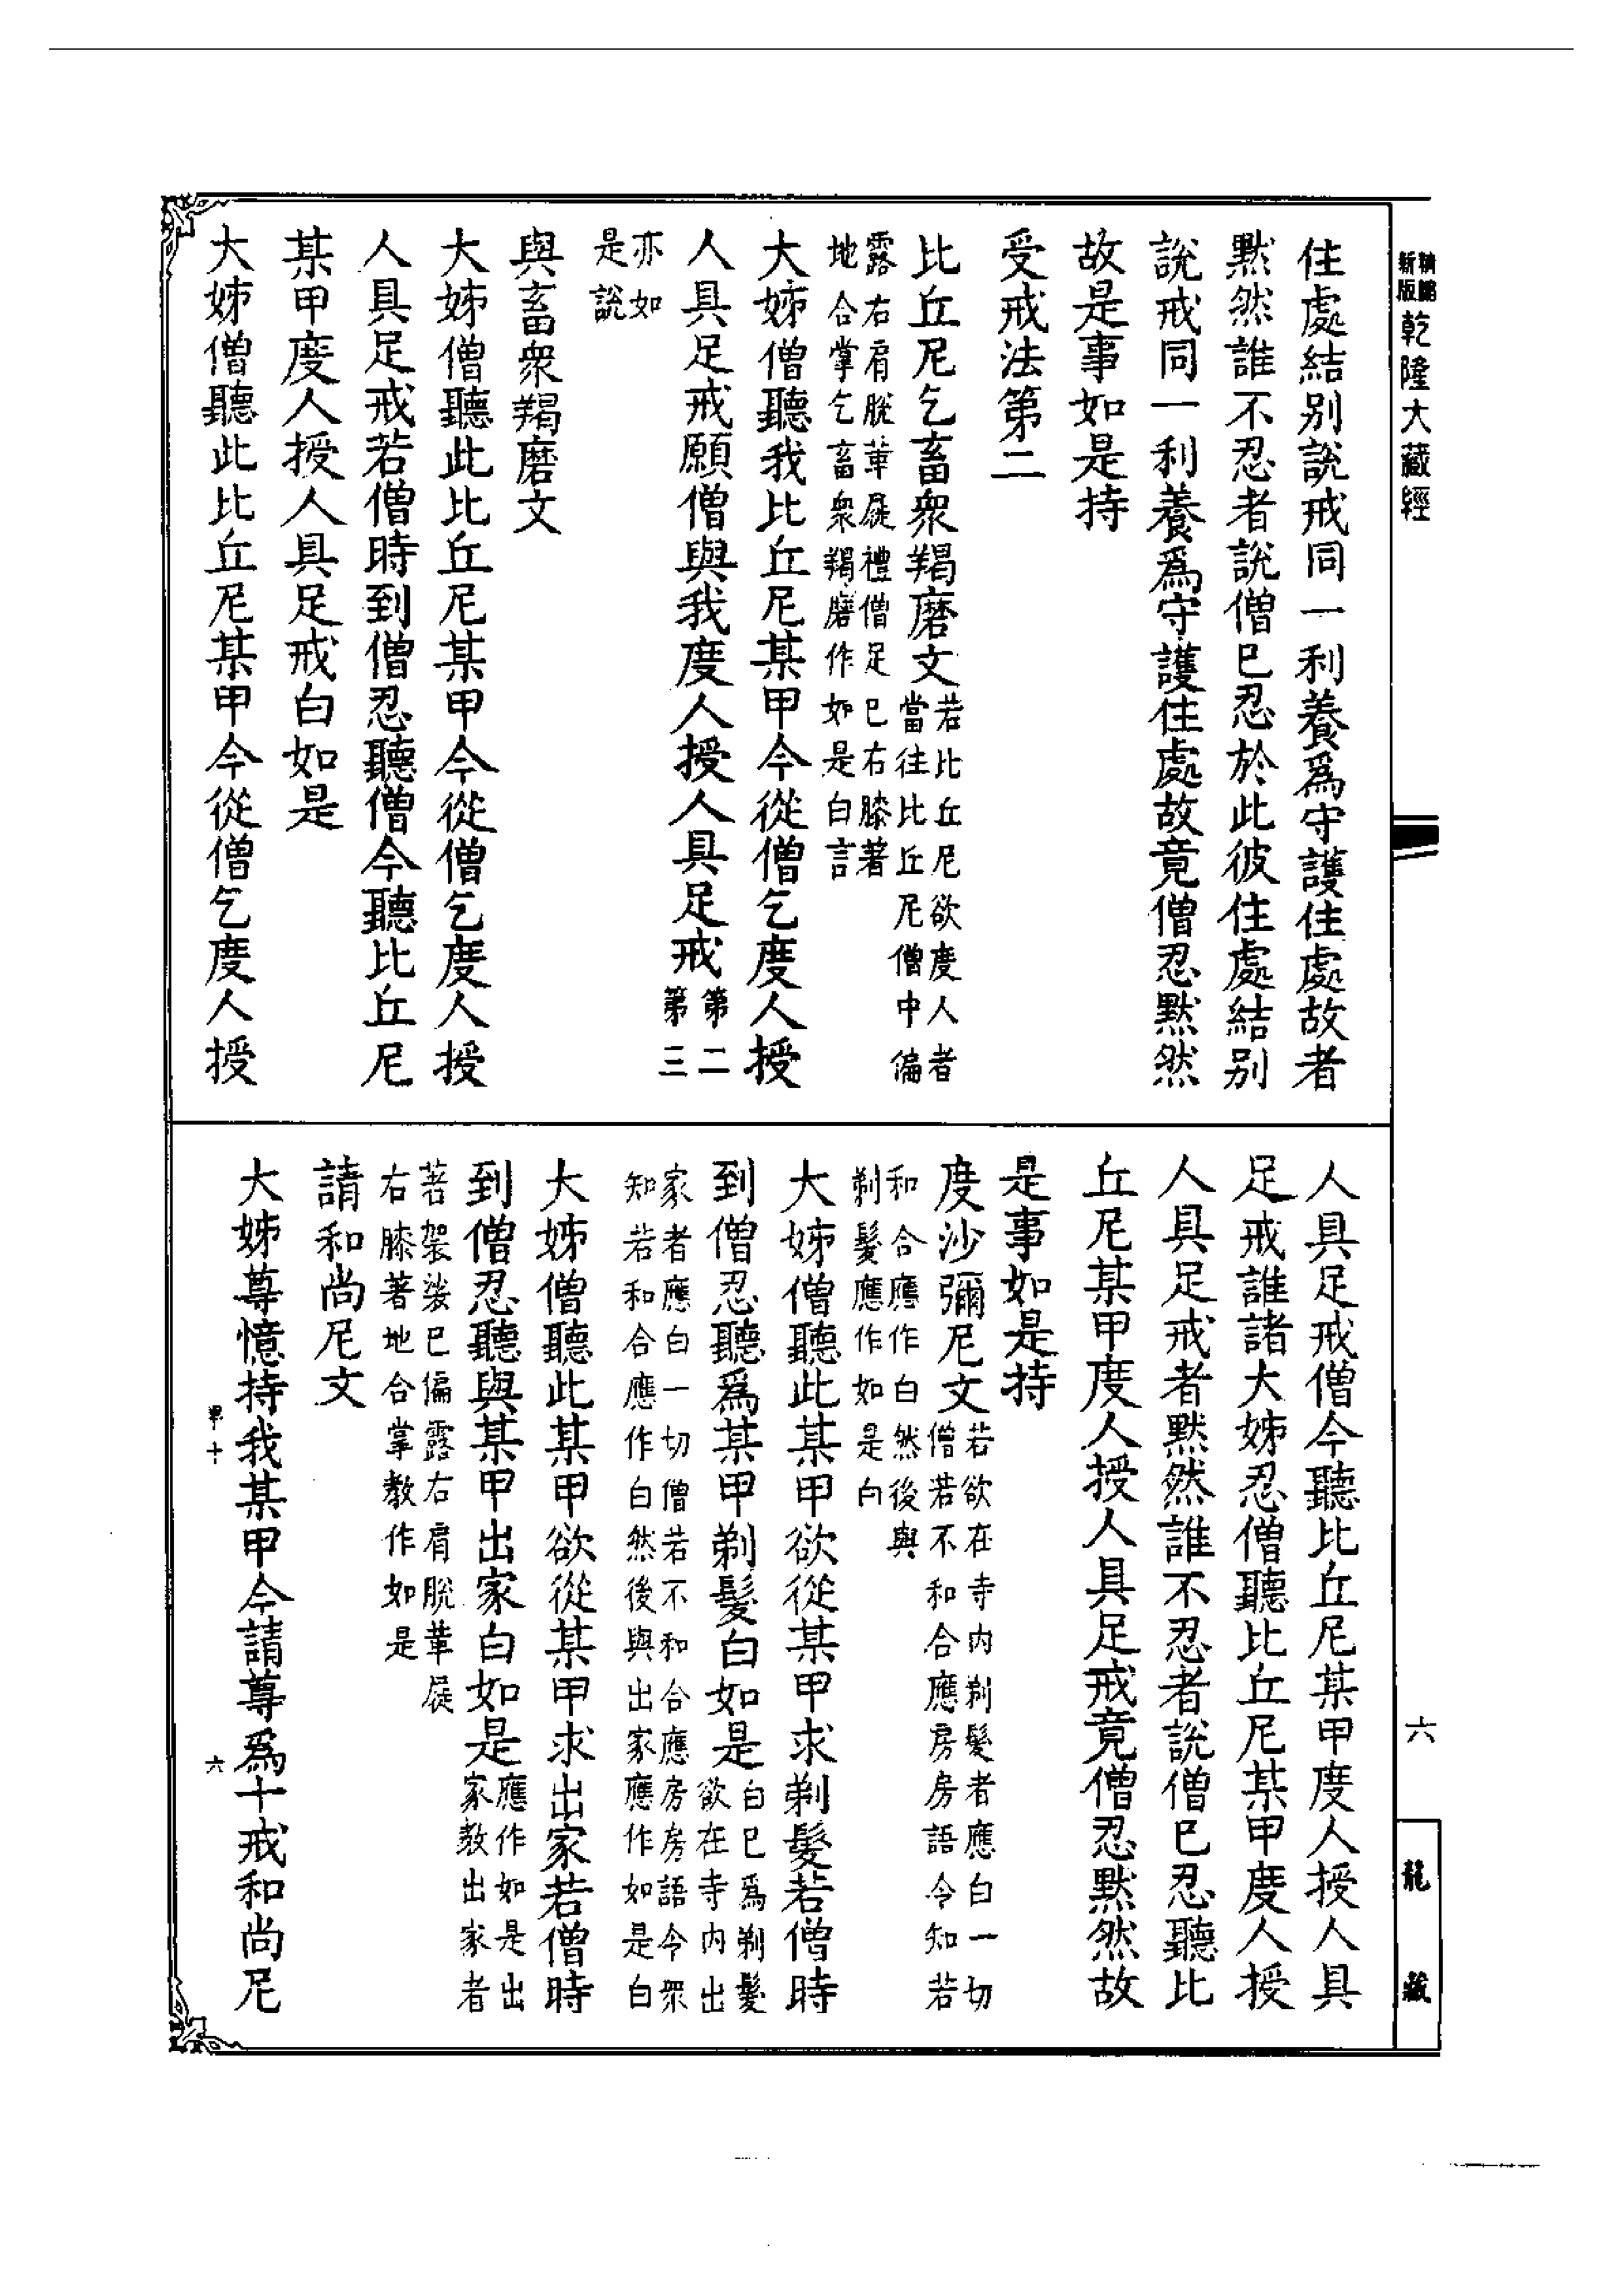 新版
乾隆大藏經
住處結别說戒同一利養爲守護住處故者
默然誰不忍者說僧巳忍於此彼住處結别
說戒同一利養爲守護住處故竟僧忍默然
故是事如是持
受戒法第二
比丘尼乞畜衆羯磨文若比丘尼欲度人者
當往比丘尼僧中偏
露右肩脫革屣禮僧足巳右膝著
地合掌乞畜衆羯磨作如是白言
大姊僧聽我比丘尼某甲今從僧乞度人授
人具足戒願僧與我度人授人具足戒第二
第三
亦如
是說
與畜衆羯磨文
大姊僧聽此比丘尼某甲今從僧乞度人授
人具足戒若僧時到僧忍聽僧今聽比丘尼
某甲度人授人具足戒白如是
大姊僧聽此比丘尼某甲今從僧乞度人授
人具足戒僧今聽比丘尼某甲度人授人具
足戒誰諸大姊忍僧聽比丘尼某甲度人授
人具足戒者默然誰不忍者說僧巳忍聽比
丘尼某甲度人授人具足戒竟僧忍默然故
是事如是持
度沙彌尼文若欲在寺内剃髮者應白一切
僧若不和合應房房語令知若
和合應作白然後與
剃髮應作如是白
大姊僧聽此某甲欲從某甲求剃髮若僧時
到僧忍聽爲某甲剃髮白如是白巳爲剃髮
欲在寺内出
家者應白一切僧若不和合應房房語令衆
知若和合應作白然後與出家應作如是白
大姊僧聽此某甲欲從某甲求出家若僧時
到僧忍聽與某甲出家白如是應作如是出
家教出家者
著袈裟巳偏露右肩脫革屣
右膝著地合掌教作如是
請和尚尼文
大姊尊憶持我某甲今請尊爲十戒和尚尼
六
六
龍藏